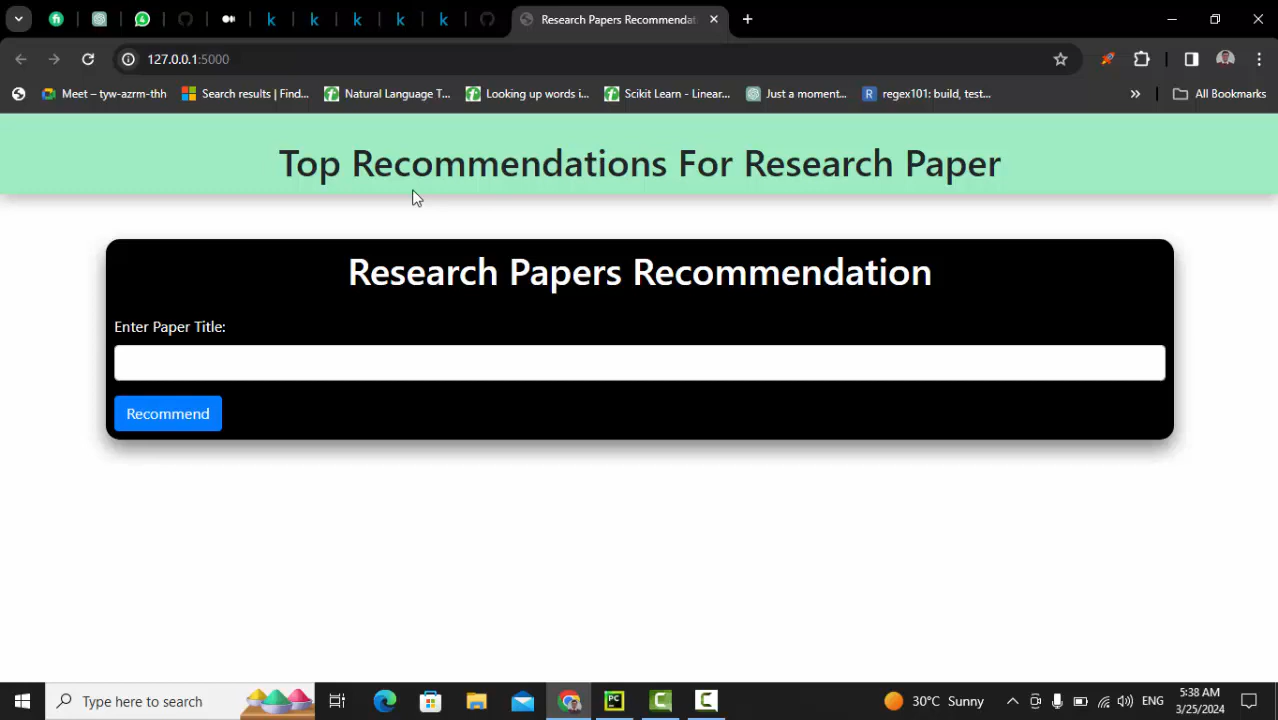 Research Papers Recommendat
127.0.0.1:5000
Meet – tyw-azrm-thh
Search results | Find...
Natural Language T...
Looking up words i...
Scikit Learn - Linear...
Just a moment...
regex101: build, test...
»
All Bookmarks
Top Recommendations For Research Paper
Research Papers Recommendation
Enter Paper Title:
Recommend
Type here to search
30°C Sunny
ENG
5:38 AM
3/25/2024